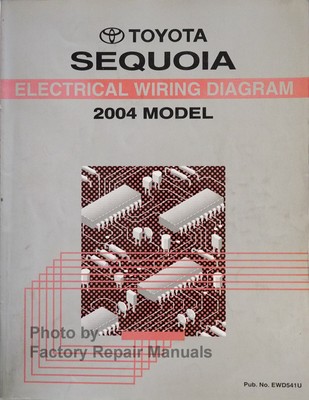 TOYOTA
SEQUOIA
ELECTRICAL WIRING DIAGRAM
2004 MODEL
Photo by
Factory Repair Manuals
Pub. No. EWD541U